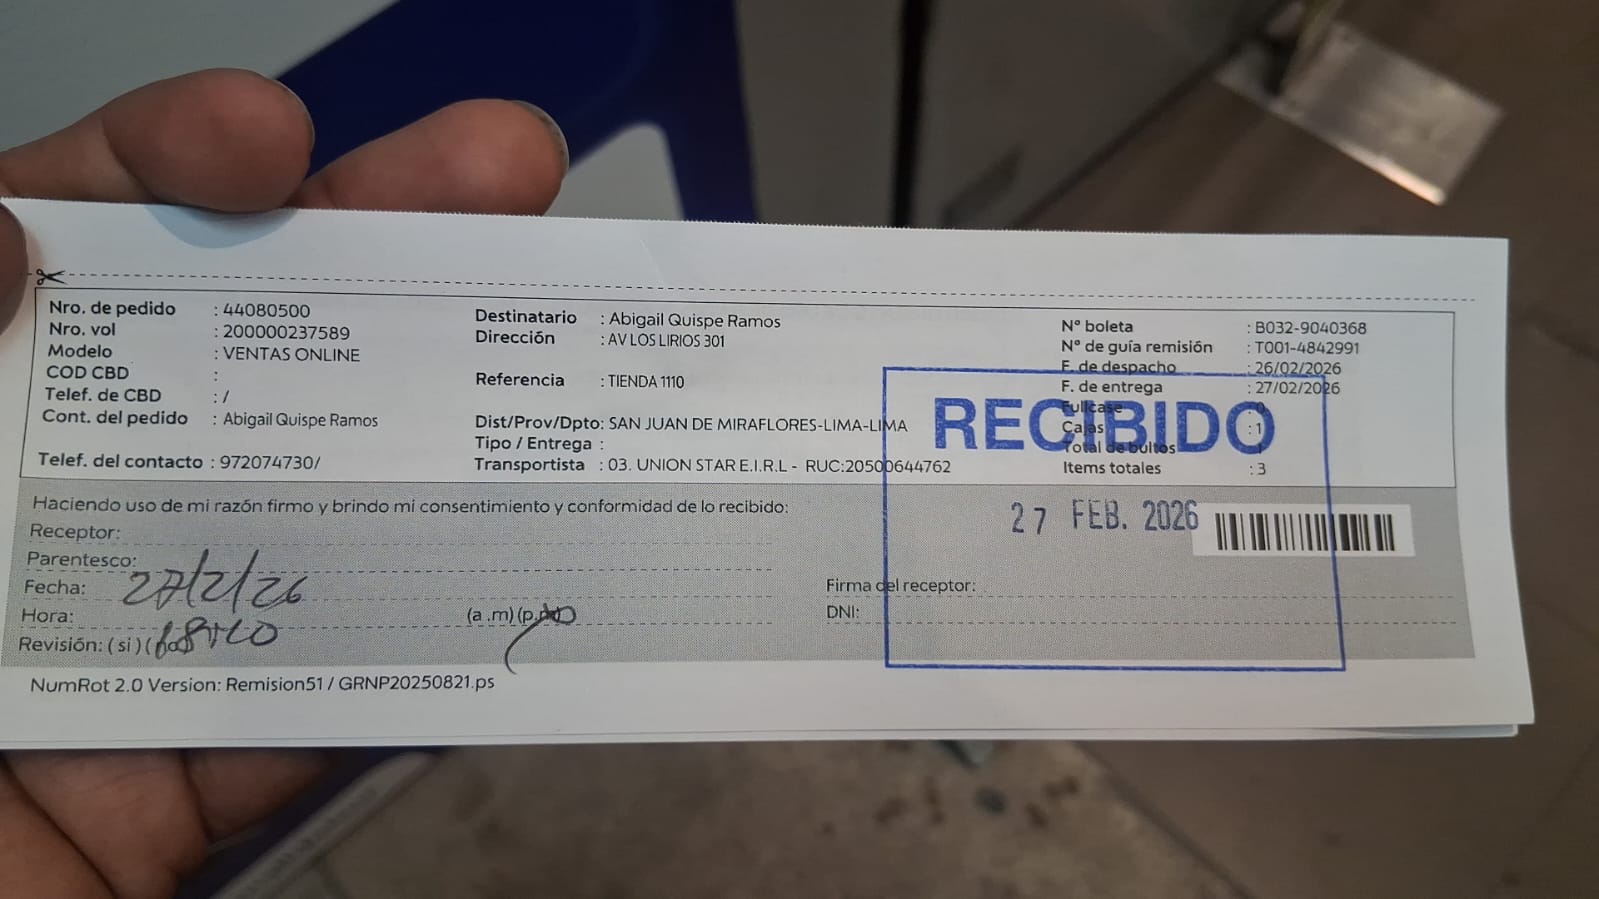 Nro. de pedido : 44080500
Nro. vol : 200000237589
Modelo : VENTAS ONLINE
COD CBD :
Telef. de CBD : /
Cont. del pedido : Abigail Quispe Ramos
Telef. del contacto : 972074730/
Destinatario : Abigail Quispe Ramos
Dirección : AV LOS LIRIOS 301
Referencia : TIENDA 1110
Dist/Prov/Dpto: SAN JUAN DE MIRAFLORES-LIMA-LIMA
Tipo / Entrega :
Transportista : 03. UNION STAR E.I.R.L - RUC:20500644762
N° boleta : B032-9040368
N° de guía remisión : T001-4842991
F. de despacho : 26/02/2026
F. de entrega : 27/02/2026
Fullcase : 0
Cajas : 1
Total de bultos
Items totales : 3
RECIBIDO
27 FEB. 2026
Haciendo uso de mi razón firmo y brindo mi consentimiento y conformidad de lo recibido:
Receptor:
Parentesco:
Fecha: 27/2/26
Hora: (a .m) (p.
Revisión: ( si ) (
Firma del receptor:
DNI:
NumRot 2.0 Version: Remision51 / GRNP20250821.ps